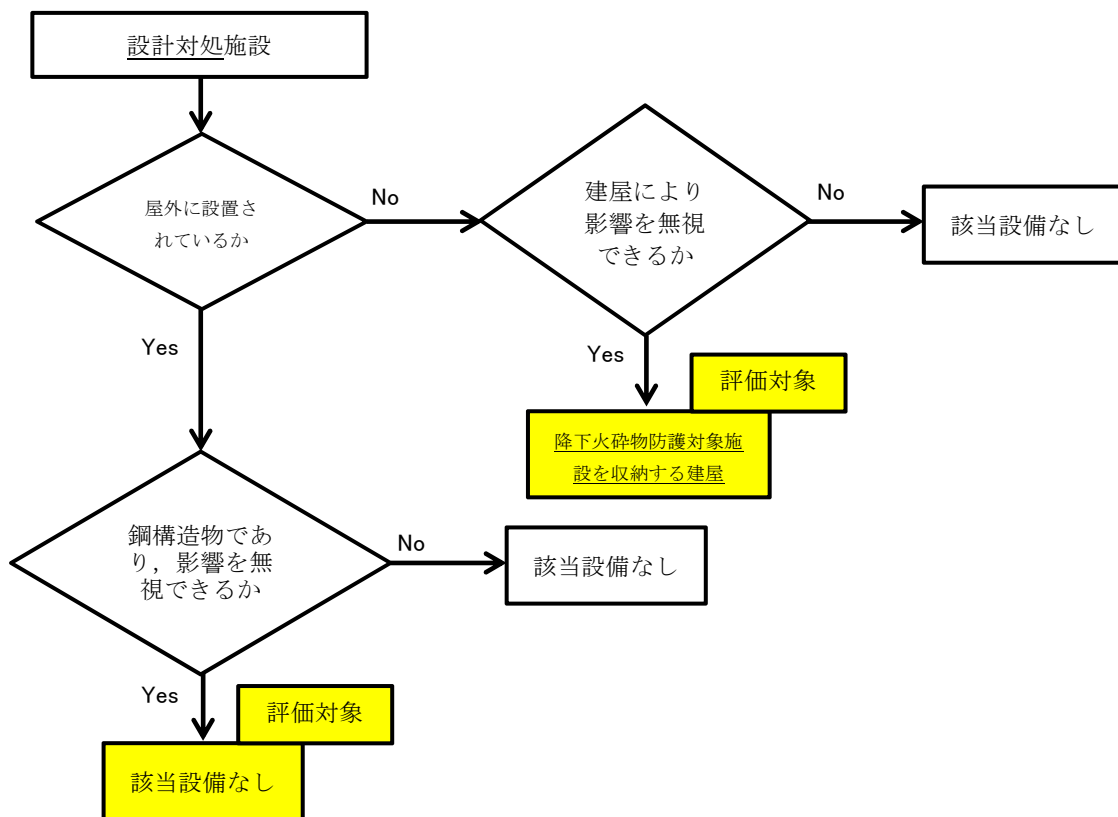 設計対処施設
屋外に設置さ
れているか
No
建屋により
影響を無視
できるか
No
該当設備なし
Yes
Yes
評価対象
降下火砕物防護対象施
設を収納する建屋
鋼構造物であ
り，影響を無
視できるか
No
該当設備なし
Yes
評価対象
該当設備なし